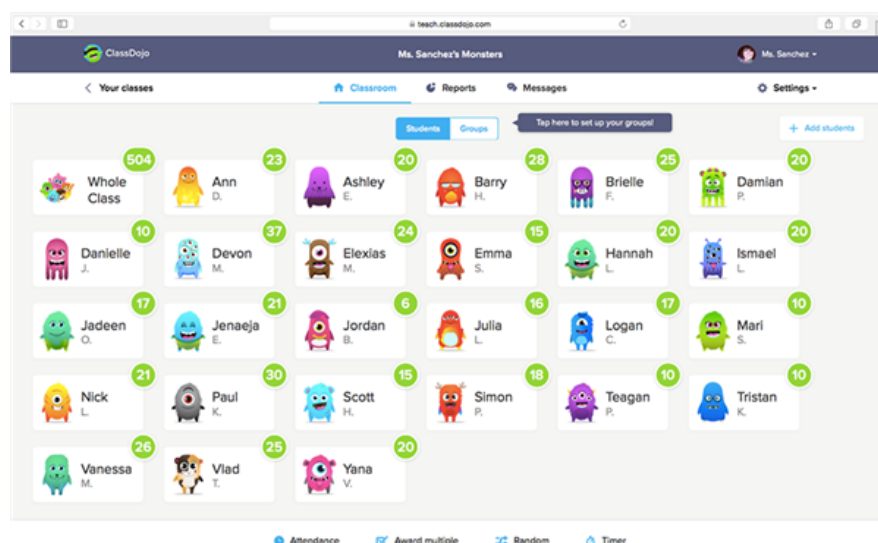 teach.classdojo.com
ClassDojo
Ms. Sanchez's Monsters
Ms. Sanchez
Your classes
Classroom
Reports
Messages
Settings
Students
Groups
Tap here to set up your groups!
+ Add students
504
Whole
Class
23
Ann
D.
20
Ashley
E.
28
Barry
H.
25
Brielle
F.
20
Damian
P.
10
Danielle
J.
37
Devon
M.
24
Elexias
M.
15
Emma
S.
20
Hannah
L.
20
Ismael
L.
17
Jadeen
O.
21
Jenaeja
E.
6
Jordan
B.
16
Julia
L.
17
Logan
C.
10
Mari
S.
21
Nick
L.
30
Paul
K.
15
Scott
H.
18
Simon
P.
10
Teagan
P.
10
Tristan
K.
26
Vanessa
M.
25
Vlad
T.
20
Yana
V.
Attendance
Award multiple
Random
Timer